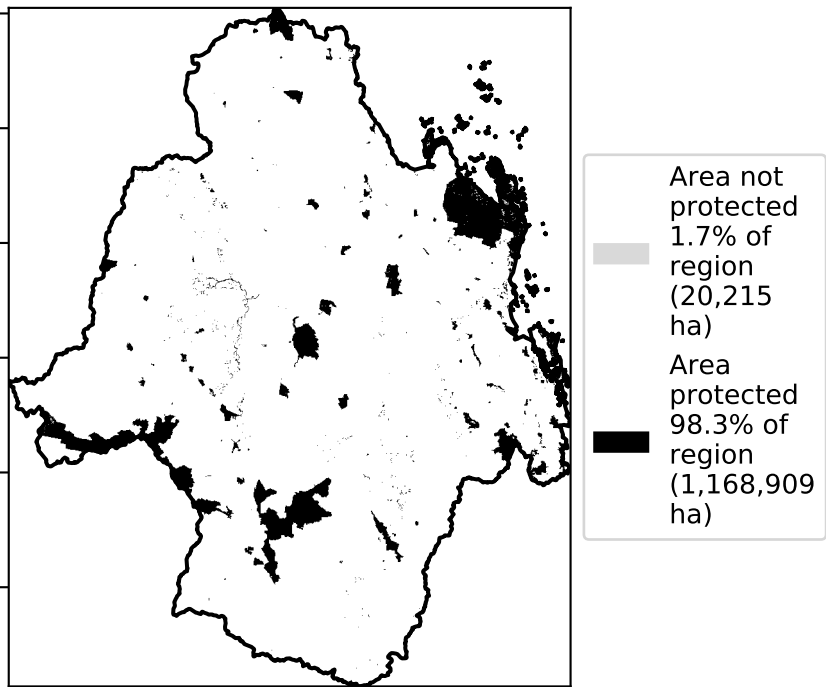 Area not
protected
1.7% of
region
(20,215
ha)
Area
protected
98.3% of
region
(1,168,909
ha)